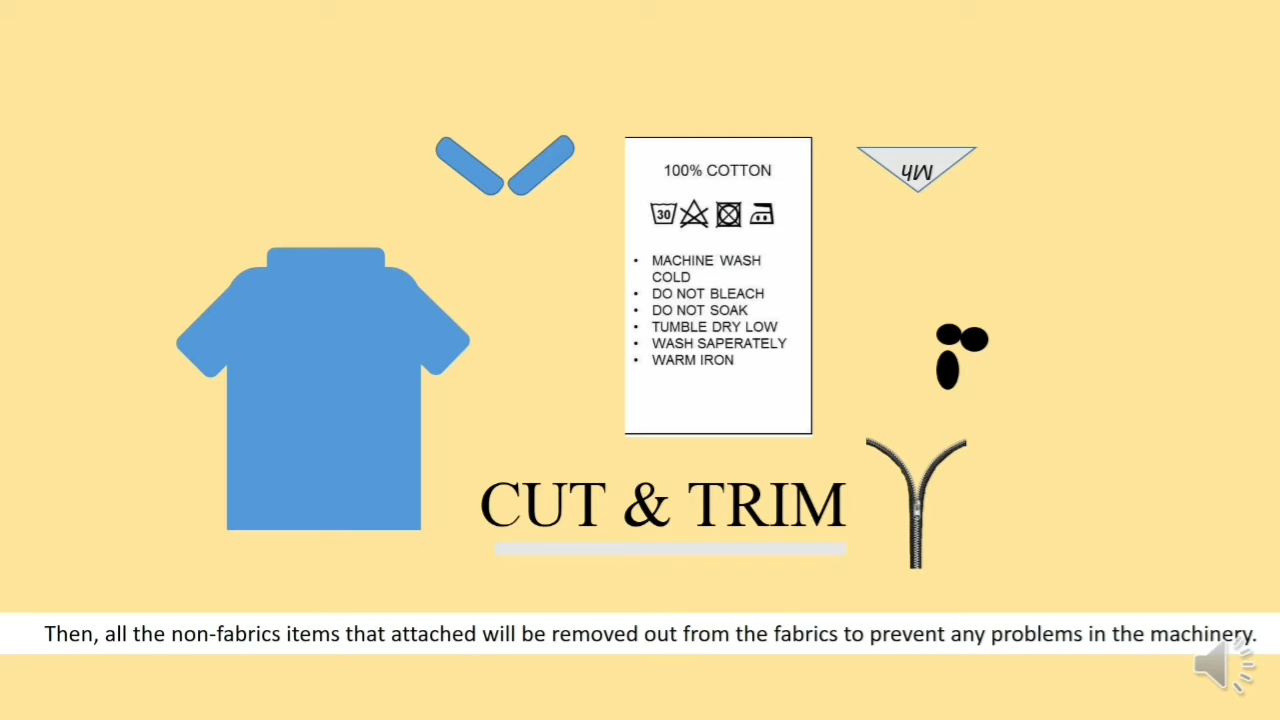 100% COTTON
30
• MACHINE WASH
COLD
• DO NOT BLEACH
• DO NOT SOAK
• TUMBLE DRY LOW
• WASH SAPERATELY
• WARM IRON
Mh
CUT & TRIM
Then, all the non-fabrics items that attached will be removed out from the fabrics to prevent any problems in the machinery.